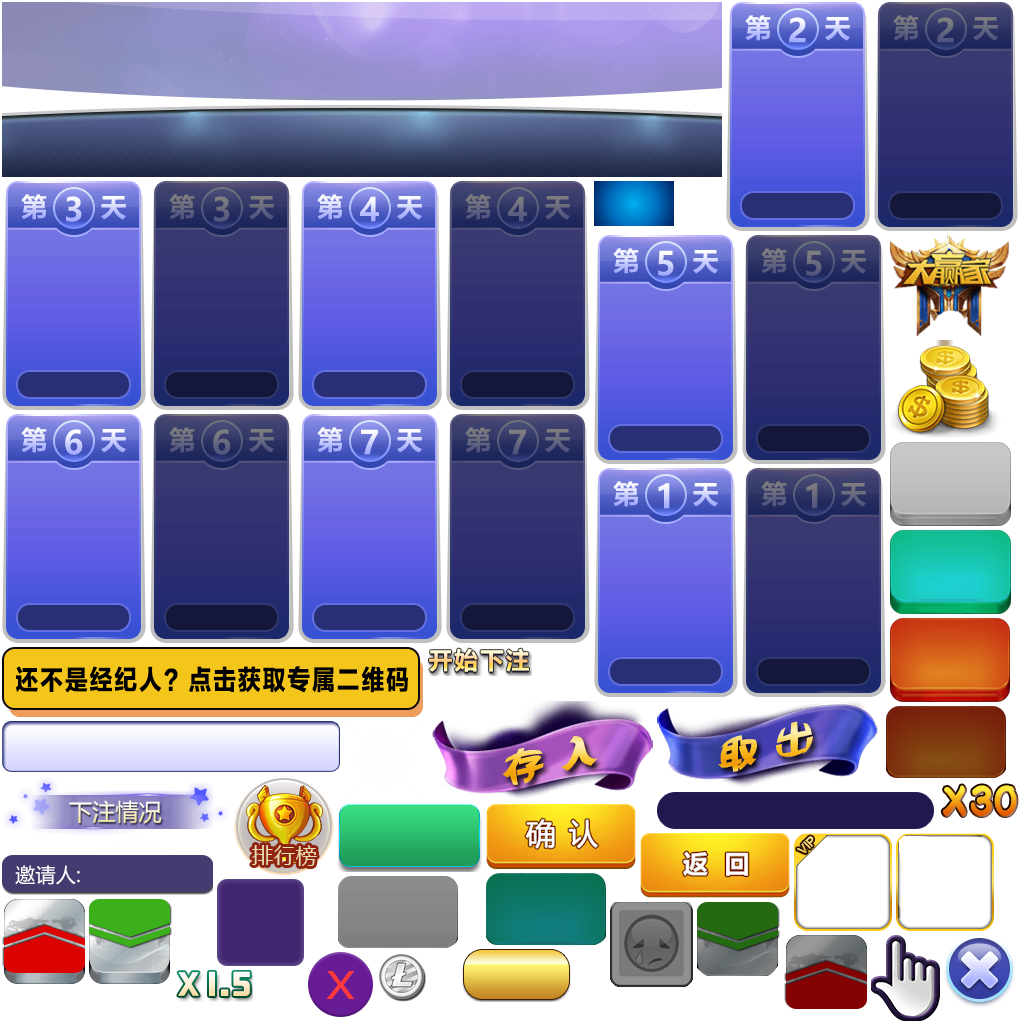 第2天
第2天
第3天
第3天
第4天
第4天
第5天
第5天
大赢家
第6天
第6天
第7天
第7天
第1天
第1天
还不是经纪人？点击获取专属二维码
开始下注
存入
取出
下注情况
排行榜
确认
X30
返回
VIP
邀请人:
X1.5
X